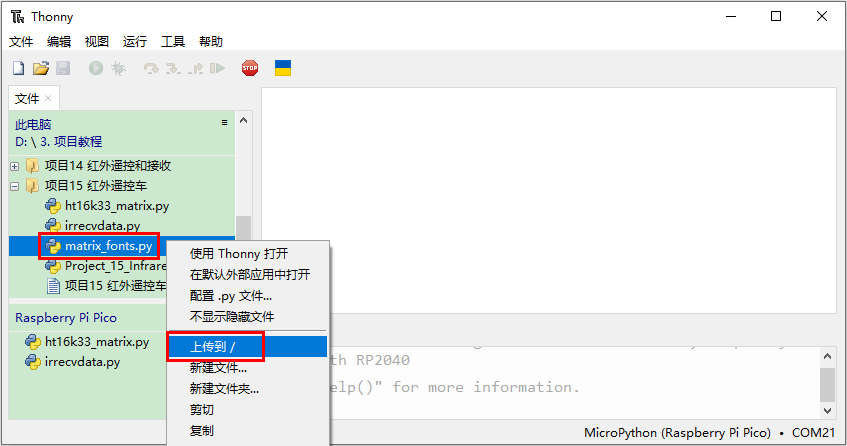 Thonny
文件 编辑 视图 运行 工具 帮助
STOP
文件
此电脑
D: \ 3. 项目教程
项目14 红外遥控和接收
项目15 红外遥控车
ht16k33_matrix.py
irrecvdata.py
matrix_fonts.py
Project_15_Infrare
项目15 红外遥控车
Raspberry Pi Pico
ht16k33_matrix.py
irrecvdata.py
使用 Thonny 打开
在默认外部应用中打开
配置 .py 文件...
不显示隐藏文件
上传到 /
新建文件...
新建文件夹...
剪切
复制
th RP2040
elp()" for more information.
MicroPython (Raspberry Pi Pico) • COM21